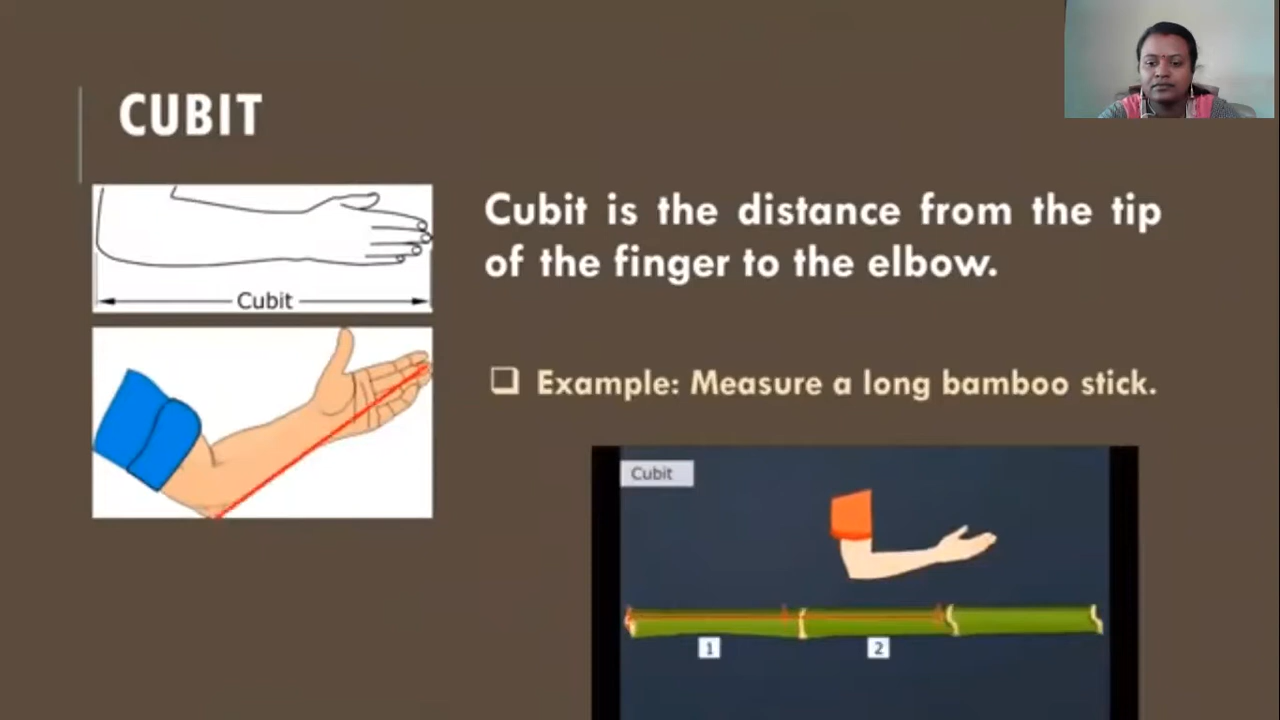 CUBIT
Cubit
Cubit is the distance from the tip
of the finger to the elbow.
❑ Example: Measure a long bamboo stick.
Cubit
1
2